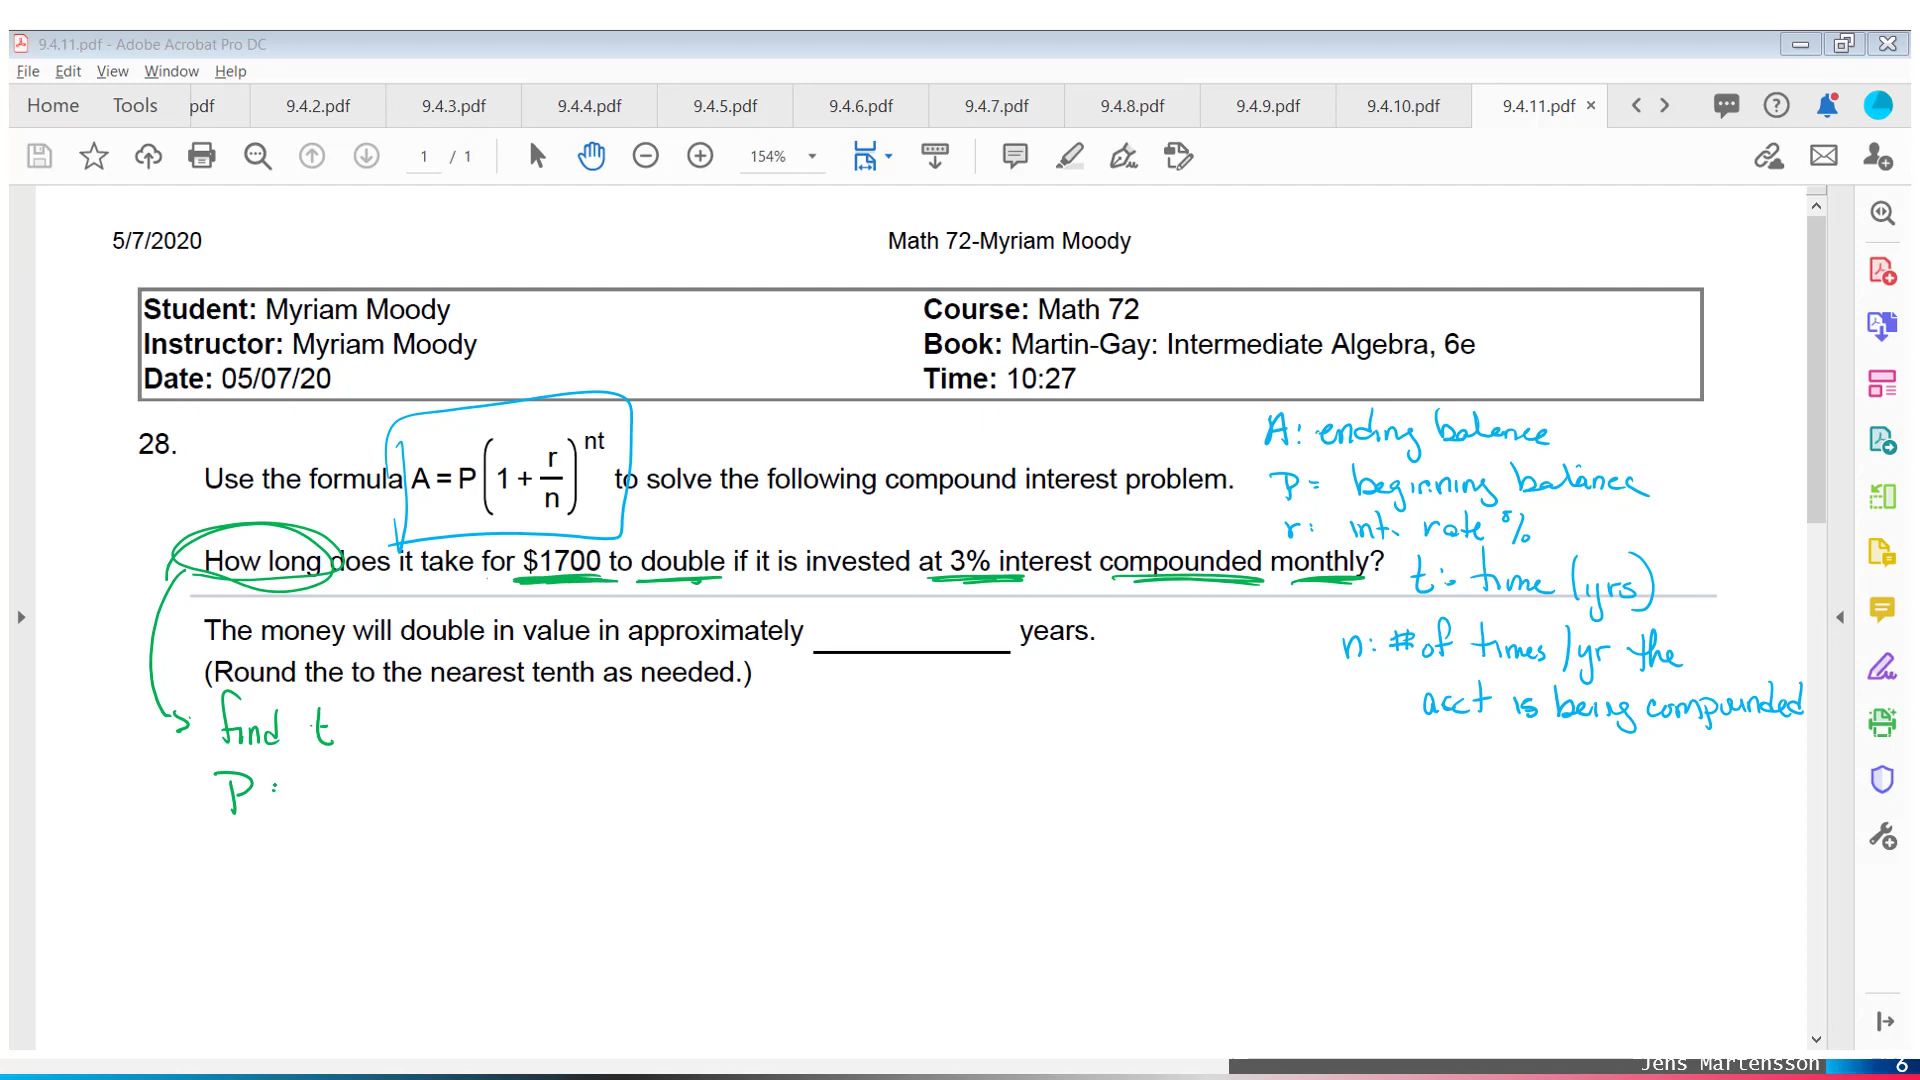 9.4.11.pdf - Adobe Acrobat Pro DC
File Edit View Window Help
Home Tools pdf 9.4.2.pdf 9.4.3.pdf 9.4.4.pdf 9.4.5.pdf 9.4.6.pdf 9.4.7.pdf 9.4.8.pdf 9.4.9.pdf 9.4.10.pdf 9.4.11.pdf ×
1 / 1 154%
5/7/2020 Math 72-Myriam Moody
Student: Myriam Moody Course: Math 72
Instructor: Myriam Moody Book: Martin-Gay: Intermediate Algebra, 6e
Date: 05/07/20 Time: 10:27
28.
Use the formula A = P(1 + r/n)^nt to solve the following compound interest problem.
How long does it take for $1700 to double if it is invested at 3% interest compounded monthly?
The money will double in value in approximately ____________ years.
(Round the to the nearest tenth as needed.)
A: ending balance
P= beginning balance
r: int. rate %
t: time (yrs)
n: # of times /yr the
acct is being compounded
find t
P:
Jens Martensson 6